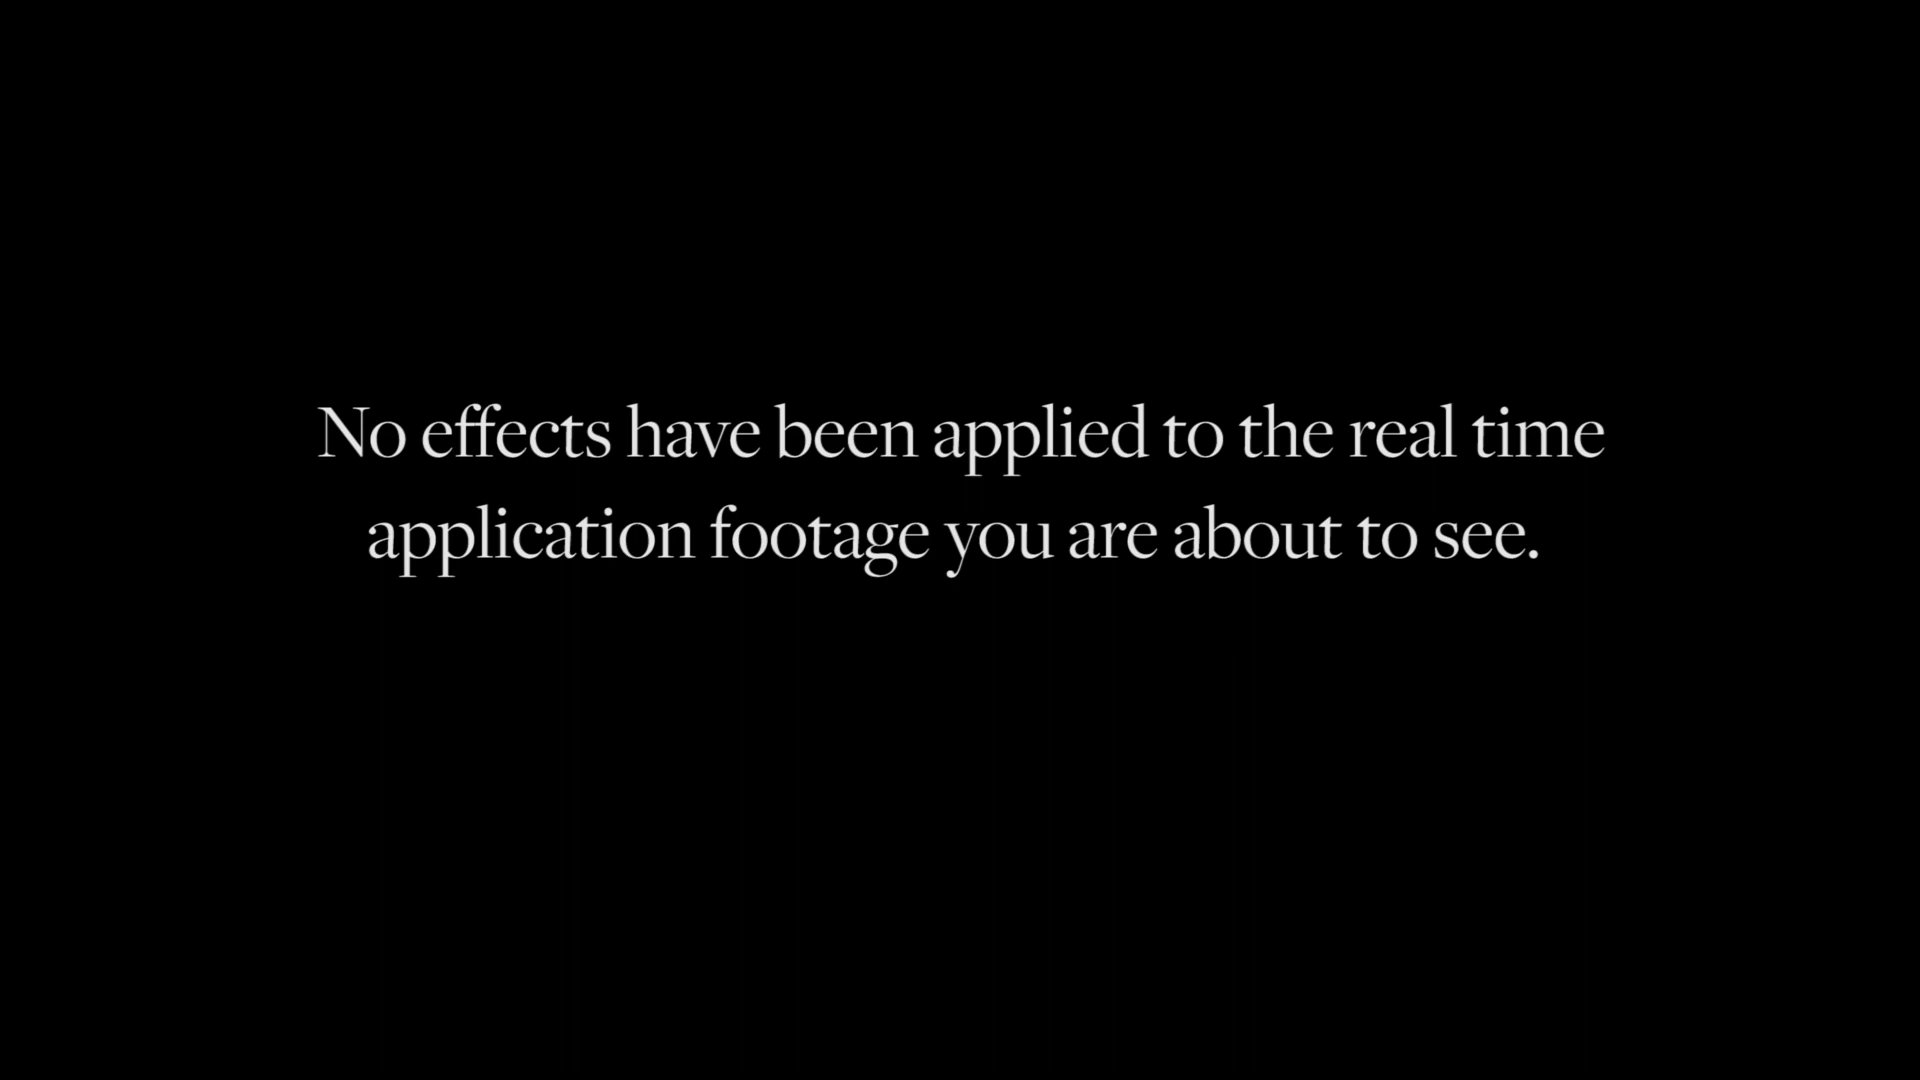 No effects have been applied to the real time
application footage you are about to see.